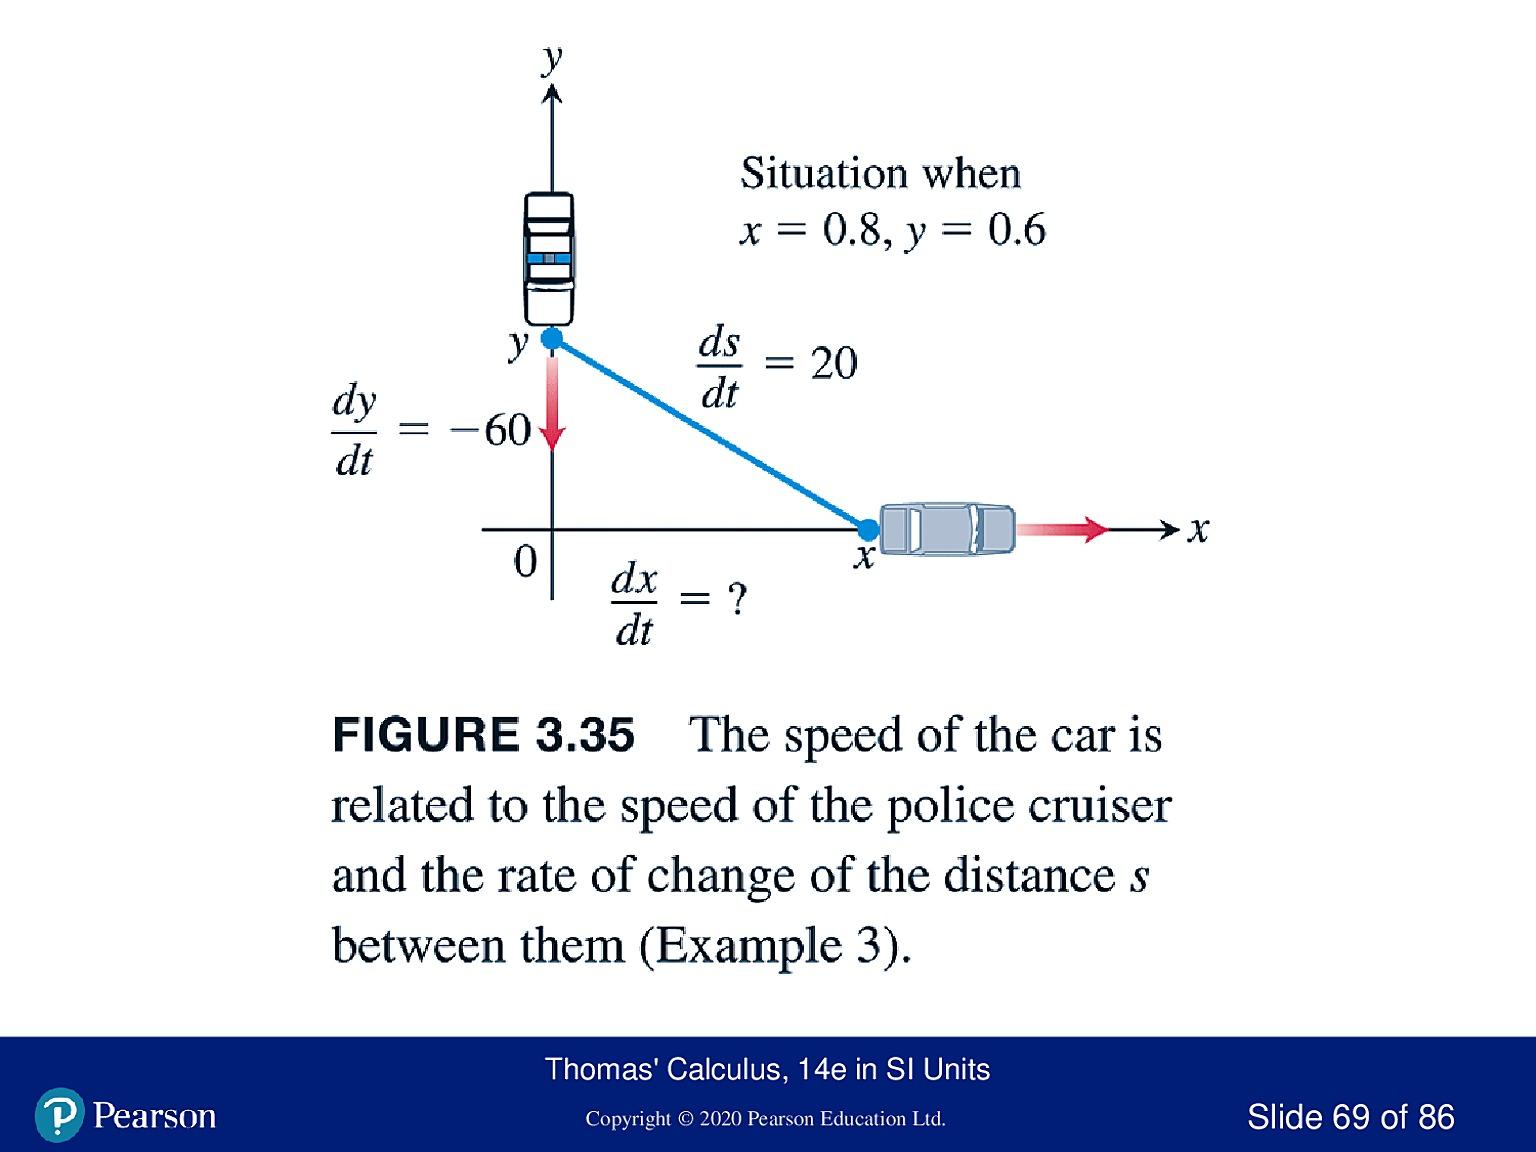 y
Situation when
x = 0.8, y = 0.6
y
ds/dt = 20
dy/dt = −60
0
x
x
dx/dt = ?
FIGURE 3.35 The speed of the car is
related to the speed of the police cruiser
and the rate of change of the distance s
between them (Example 3).
Thomas' Calculus, 14e in SI Units
Pearson
Copyright © 2020 Pearson Education Ltd.
Slide 69 of 86